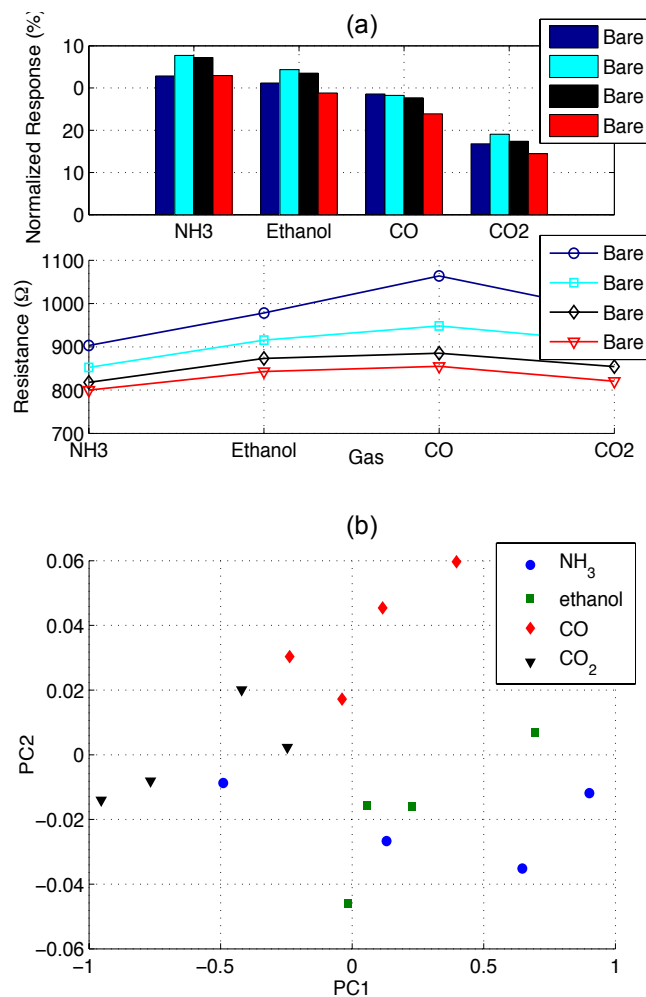 (a)
Normalized Response (%)
10
0
20
10
0
NH3
Ethanol
CO
CO2
Bare
Bare
Bare
Bare
Resistance (Ω)
1100
1000
900
800
700
NH3
Ethanol
CO
CO2
Gas
Bare
Bare
Bare
Bare
(b)
PC2
0.06
0.04
0.02
0
−0.02
−0.04
−0.06
−1
−0.5
0
0.5
1
PC1
NH3
ethanol
CO
CO2